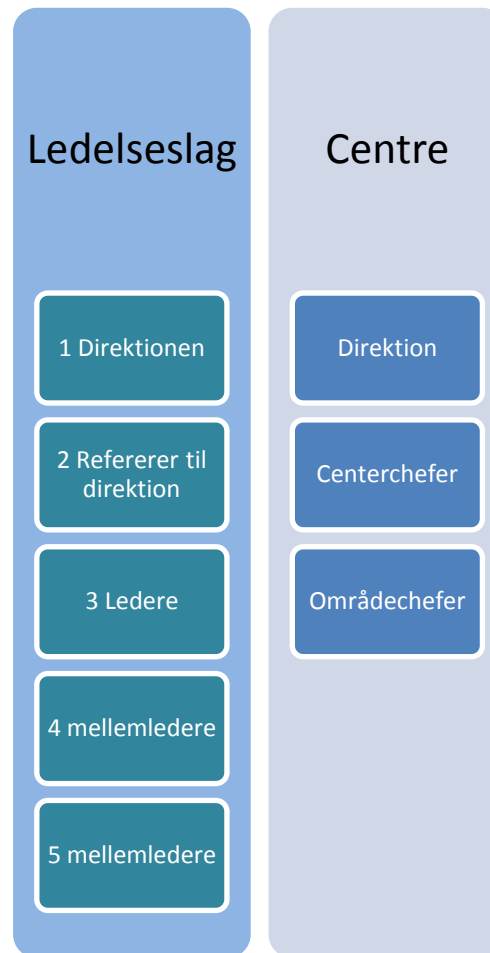 Ledelseslag
1 Direktionen
2 Refererer til
direktion
3 Ledere
4 mellemledere
5 mellemledere
Centre
Direktion
Centerchefer
Områdechefer